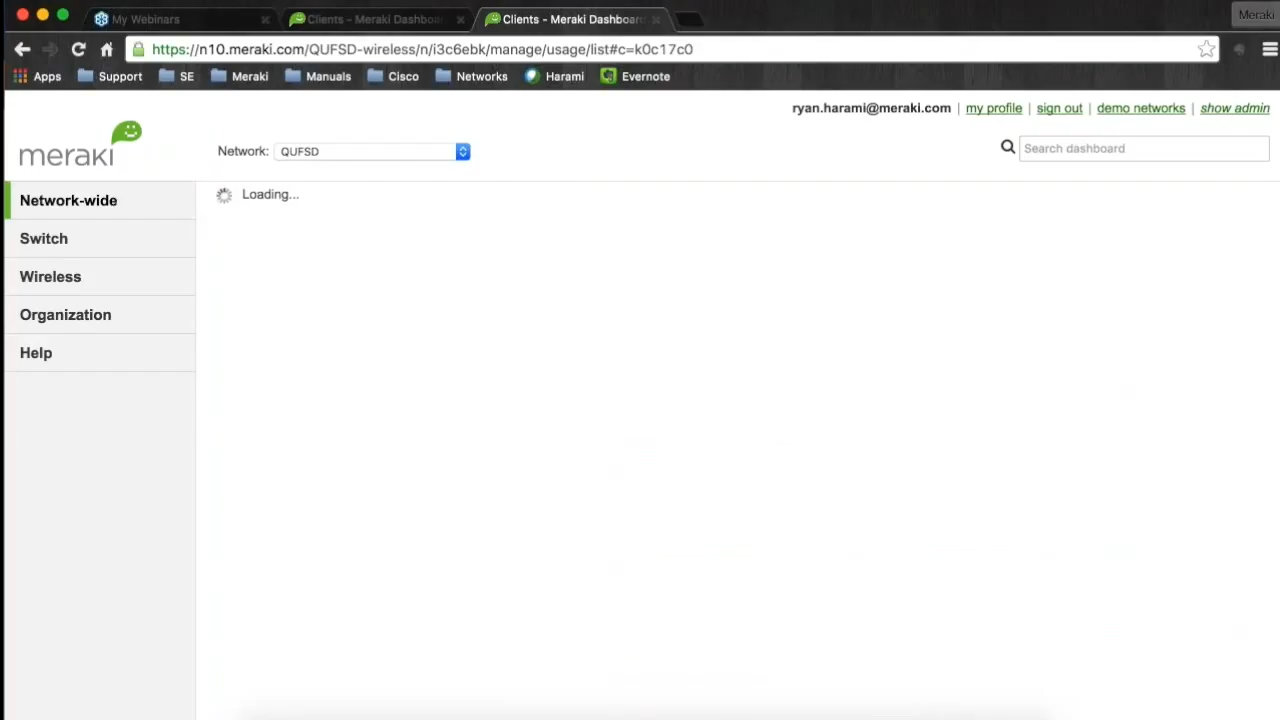 My Webinars
Clients - Meraki Dashboa
Clients - Meraki Dashboar
Meraki
https://n10.meraki.com/QUFSD-wireless/n/i3c6ebk/manage/usage/list#c=k0c17c0
Apps Support SE Meraki Manuals Cisco Networks Harami Evernote
ryan.harami@meraki.com | my profile | sign out | demo networks | show admin
meraki
Network: QUFSD
Search dashboard
Network-wide
Loading...
Switch
Wireless
Organization
Help